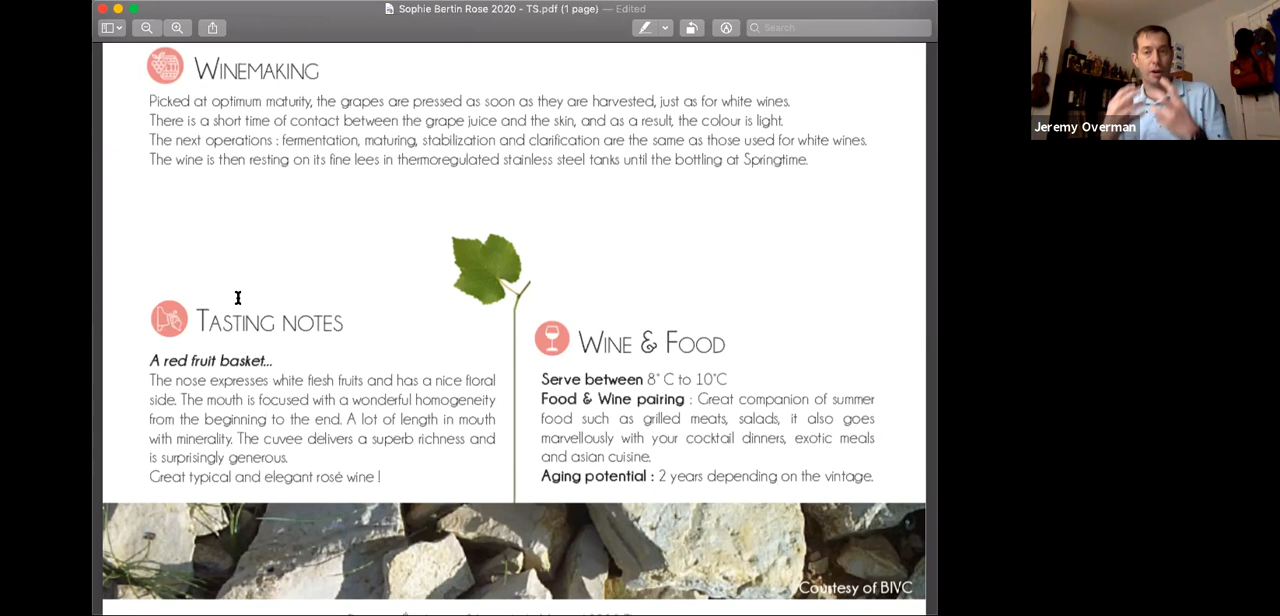 Sophie Bertin Rose 2020 - TS.pdf (1 page) — Edited
Search
WINEMAKING
Picked at optimum maturity, the grapes are pressed as soon as they are harvested, just as for white wines.
There is a short time of contact between the grape juice and the skin, and as a result, the colour is light.
The next operations : fermentation, maturing, stabilization and clarification are the same as those used for white wines.
The wine is then resting on its fine lees in thermoregulated stainless steel tanks until the bottling at Springtime.
TASTING NOTES
A red fruit basket...
The nose expresses white flesh fruits and has a nice floral
side. The mouth is focused with a wonderful homogeneity
from the beginning to the end. A lot of length in mouth
with minerality. The cuvee delivers a superb richness and
is surprisingly generous.
Great typical and elegant rosé wine !
WINE & FOOD
Serve between 8° C to 10°C
Food & Wine pairing : Great companion of summer
food such as grilled meats, salads, it also goes
marvellously with your cocktail dinners, exotic meals
and asian cuisine.
Aging potential : 2 years depending on the vintage.
Courtesy of BIVC
Jeremy Overman